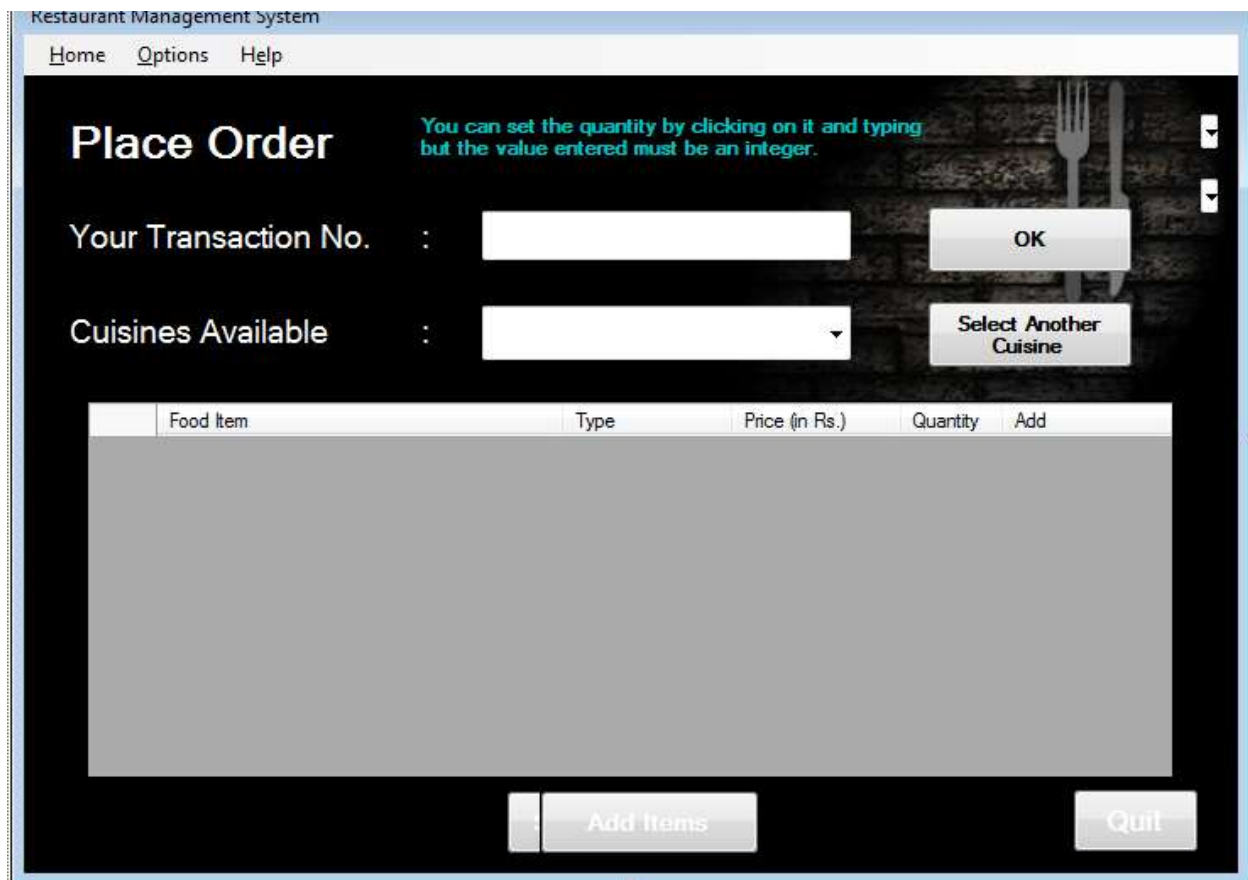 Restaurant Management System
Home Options Help
Place Order
You can set the quantity by clicking on it and typing
but the value entered must be an integer.
Your Transaction No. :
OK
Cuisines Available :
Select Another
Cuisine
Food Item Type Price (in Rs.) Quantity Add
Add Items
Quit